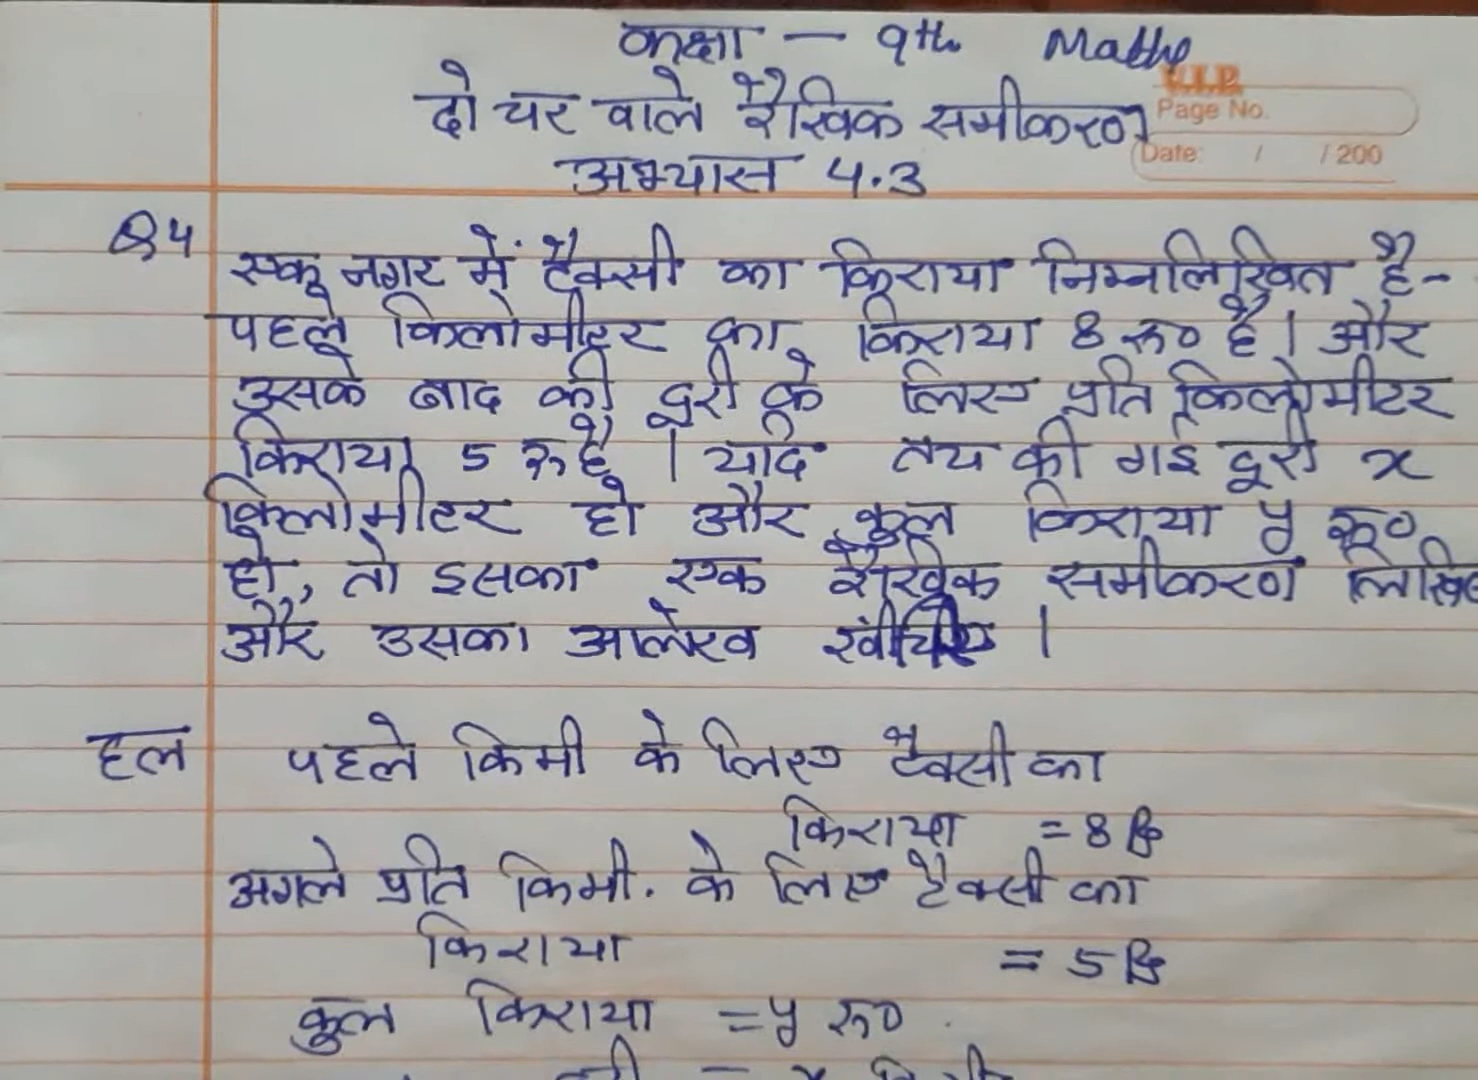 कक्षा - 9th Maths
V.I.P.
Page No.
दो चर वाले रैखिक समीकरण
Date: / / 200
अभ्यास 4.3
Q4 एक नगर में टैक्सी का किराया निम्नलिखित है-
पहले किलोमीटर का किराया 8 रू० है। और
उसके बाद की दूरी के लिए प्रति किलोमीटर
किराया 5 रू है। यदि तय की गई दूरी x
किलोमीटर हो और कुल किराया y रू०
हो, तो इसका एक रैखिक समीकरण
और उसका आलेख खींचिए।
हल पहले किमी के लिए टैक्सी का
किराया = 8 ₨
अगले प्रति किमी. के लिए टैक्सी का
किराया = 5 ₨
कुल किराया = y रू०